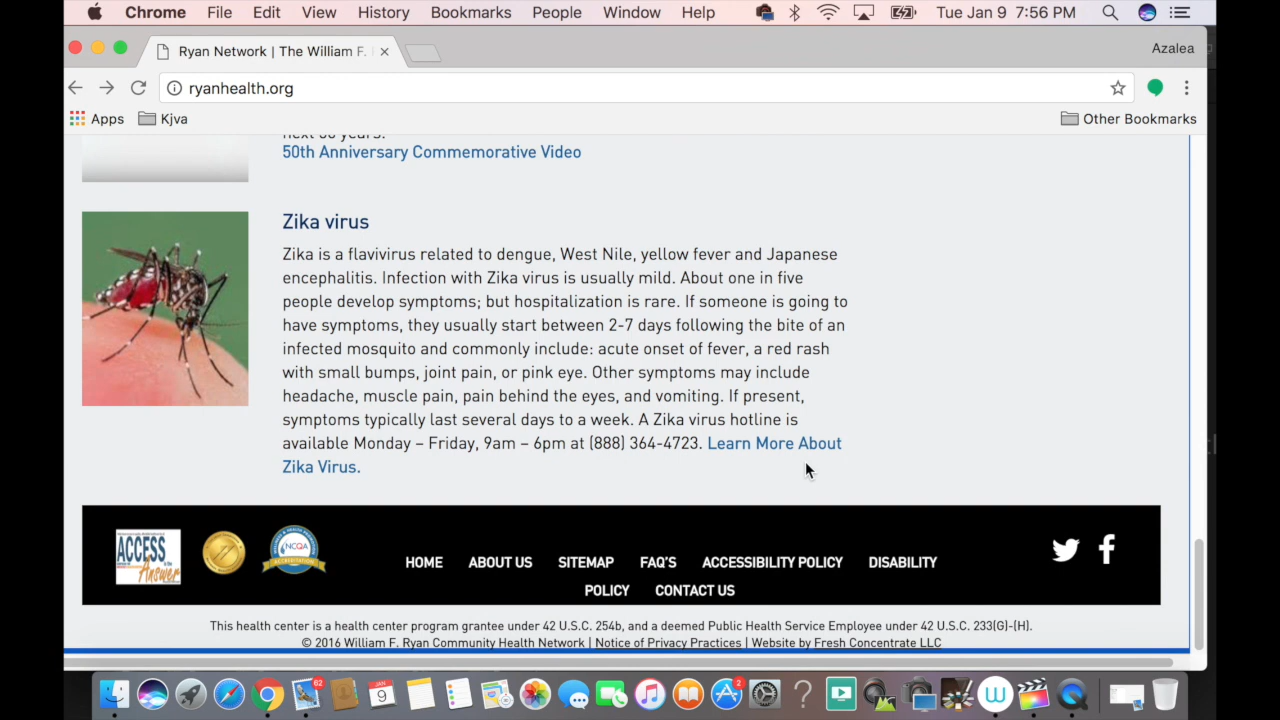 Chrome File Edit View History Bookmarks People Window Help Tue Jan 9 7:56 PM
Ryan Network | The William F.
Azalea
ryanhealth.org
Apps Kjva Other Bookmarks
next 50 years.
50th Anniversary Commemorative Video
Zika virus
Zika is a flavivirus related to dengue, West Nile, yellow fever and Japanese
encephalitis. Infection with Zika virus is usually mild. About one in five
people develop symptoms; but hospitalization is rare. If someone is going to
have symptoms, they usually start between 2-7 days following the bite of an
infected mosquito and commonly include: acute onset of fever, a red rash
with small bumps, joint pain, or pink eye. Other symptoms may include
headache, muscle pain, pain behind the eyes, and vomiting. If present,
symptoms typically last several days to a week. A Zika virus hotline is
available Monday – Friday, 9am – 6pm at (888) 364-4723. Learn More About
Zika Virus.
ACCESS
Answer
NCQA
HOME ABOUT US SITEMAP FAQ'S ACCESSIBILITY POLICY DISABILITY
POLICY CONTACT US
This health center is a health center program grantee under 42 U.S.C. 254b, and a deemed Public Health Service Employee under 42 U.S.C. 233(G)-(H).
© 2016 William F. Ryan Community Health Network | Notice of Privacy Practices | Website by Fresh Concentrate LLC
62
9
2
W